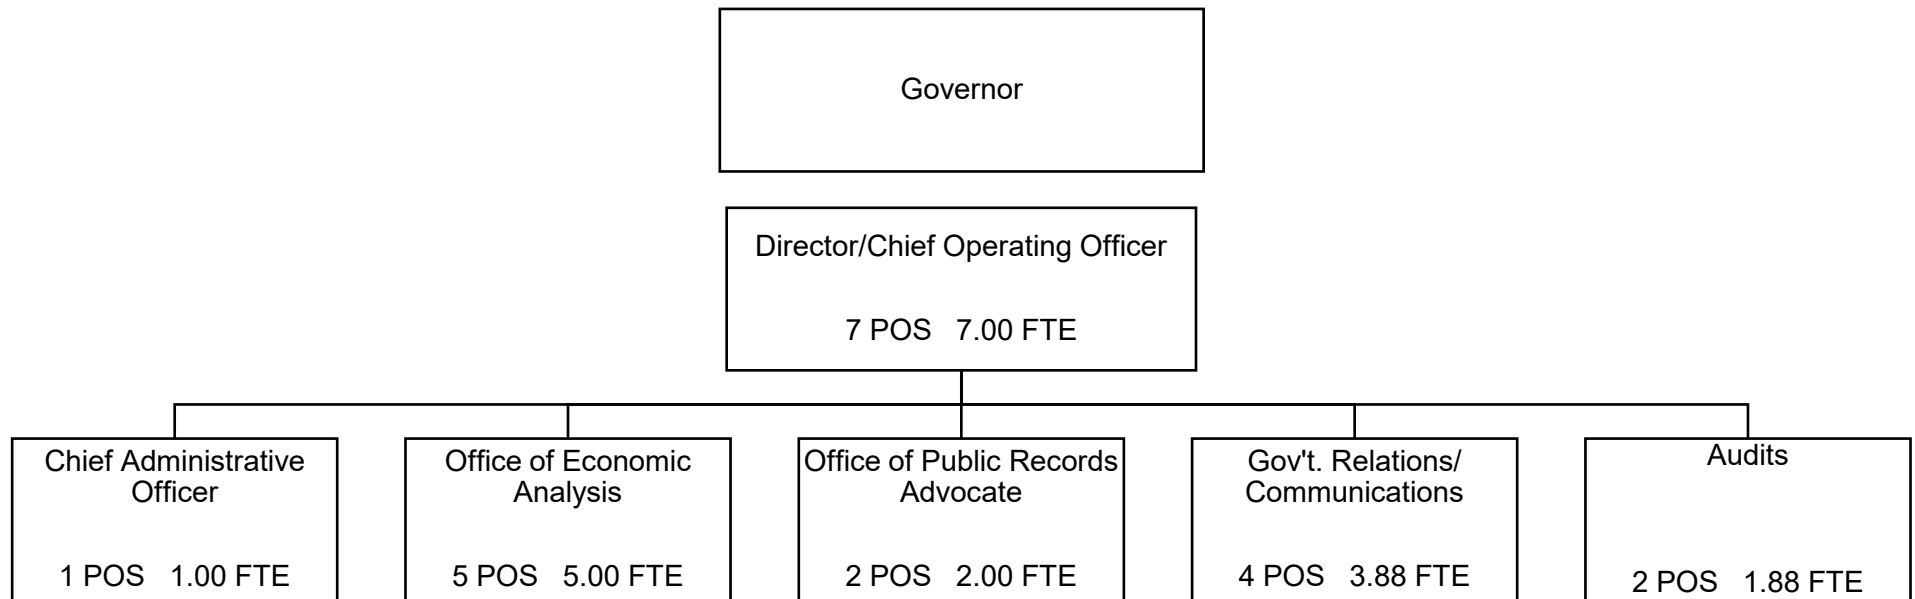 Governor
Director/Chief Operating Officer
7 POS 7.00 FTE
Chief Administrative
Officer
1 POS 1.00 FTE
Office of Economic
Analysis
5 POS 5.00 FTE
Office of Public Records
Advocate
2 POS 2.00 FTE
Gov't. Relations/
Communications
4 POS 3.88 FTE
Audits
2 POS 1.88 FTE